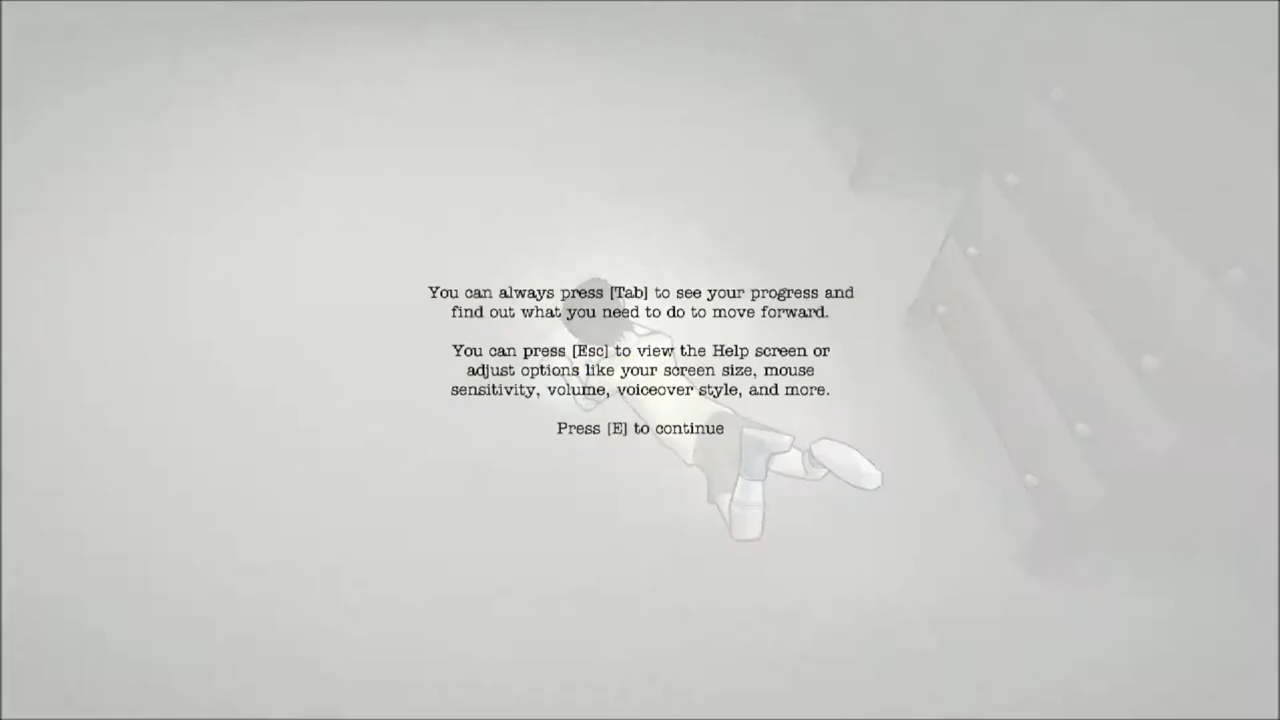 You can always press [Tab] to see your progress and
find out what you need to do to move forward.
You can press [Esc] to view the Help screen or
adjust options like your screen size, mouse
sensitivity, volume, voiceover style, and more.
Press [E] to continue